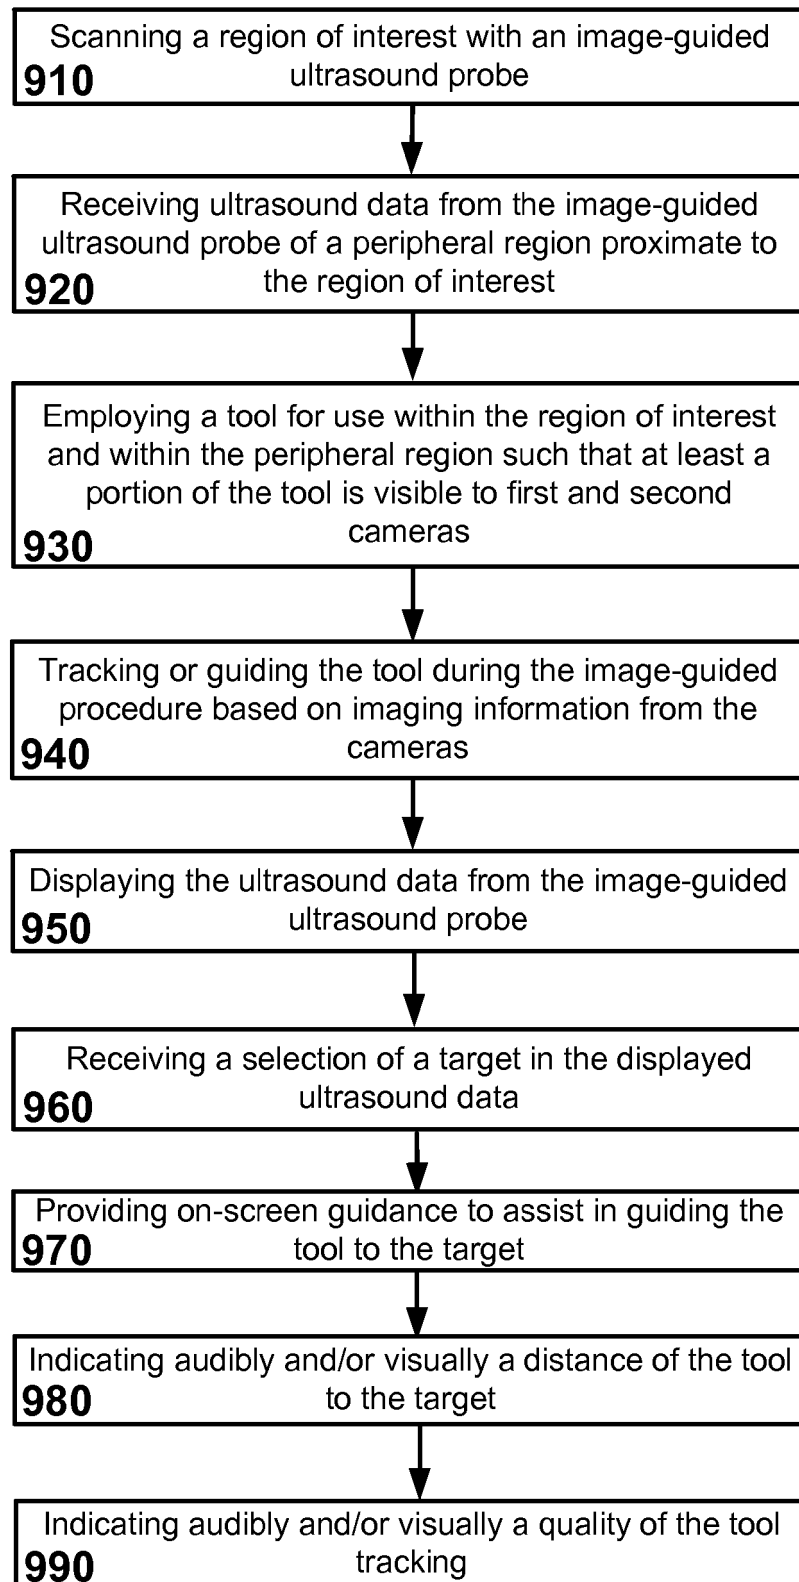 Scanning a region of interest with an image-guided
ultrasound probe
910
Receiving ultrasound data from the image-guided
ultrasound probe of a peripheral region proximate to
the region of interest
920
Employing a tool for use within the region of interest
and within the peripheral region such that at least a
portion of the tool is visible to first and second
cameras
930
Tracking or guiding the tool during the image-guided
procedure based on imaging information from the
cameras
940
Displaying the ultrasound data from the image-guided
ultrasound probe
950
Receiving a selection of a target in the displayed
ultrasound data
960
Providing on-screen guidance to assist in guiding the
tool to the target
970
Indicating audibly and/or visually a distance of the tool
to the target
980
Indicating audibly and/or visually a quality of the tool
tracking
990